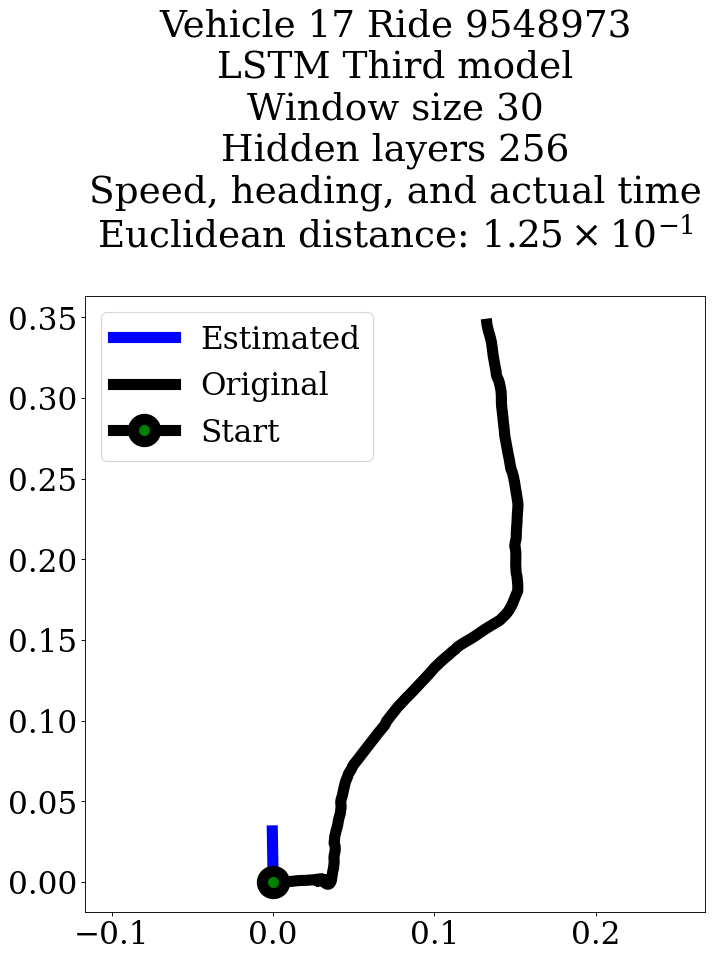 Vehicle 17 Ride 9548973
LSTM Third model
Window size 30
Hidden layers 256
Speed, heading, and actual time
Euclidean distance: 1.25 × 10⁻¹
0.35
0.30
0.25
0.20
0.15
0.10
0.05
0.00
Estimated
Original
Start
−0.1 0.0 0.1 0.2